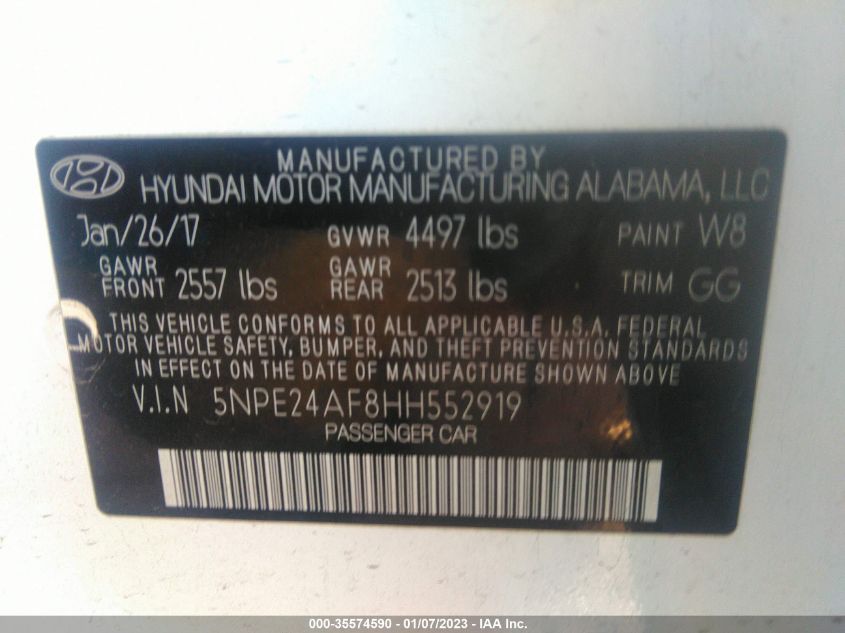 MANUFACTURED BY
HYUNDAI MOTOR MANUFACTURING ALABAMA, LLC
Jan/26/17 GVWR 4497 lbs PAINT W8
GAWR FRONT 2557 lbs GAWR REAR 2513 lbs TRIM GG
THIS VEHICLE CONFORMS TO ALL APPLICABLE U.S.A. FEDERAL
MOTOR VEHICLE SAFETY, BUMPER, AND THEFT PREVENTION STANDARDS
IN EFFECT ON THE DATE OF MANUFACTURE SHOWN ABOVE
V.I.N 5NPE24AF8HH552919
PASSENGER CAR
000-35574590 - 01/07/2023 - IAA Inc.